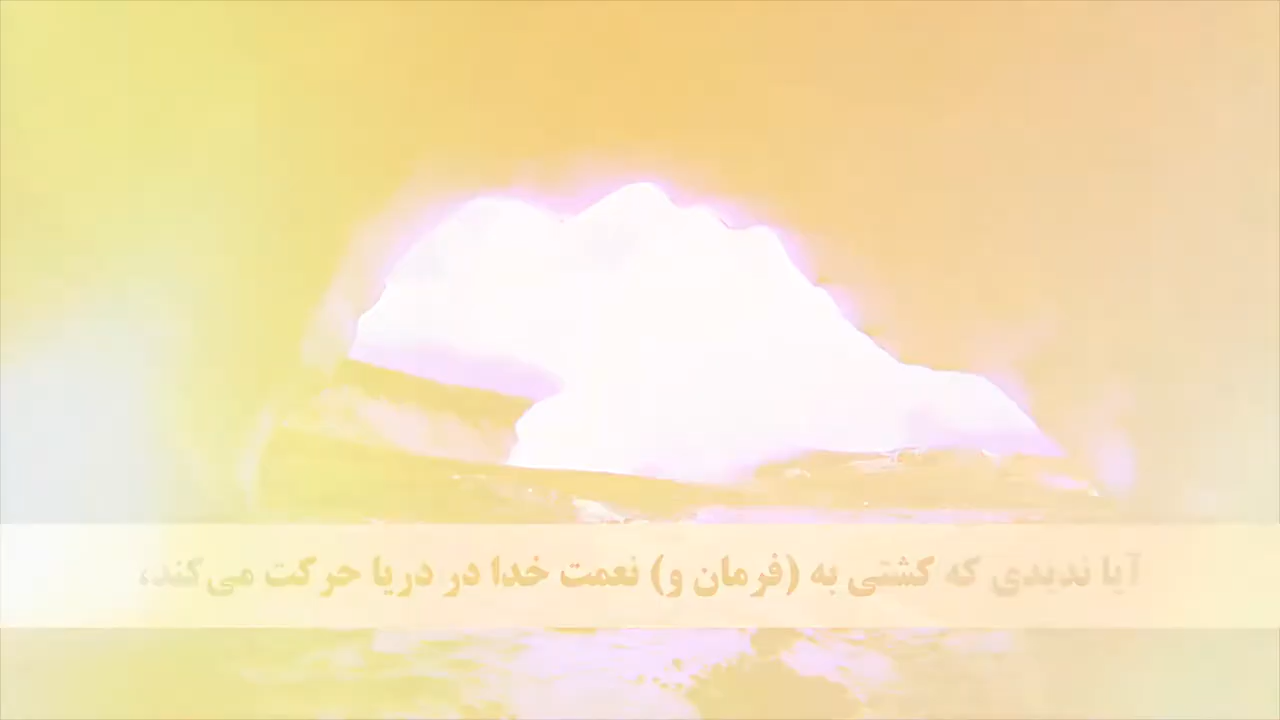 آیا ندیدی که کشتی به (فرمان و) نعمت خدا در دریا حرکت می‌کند،